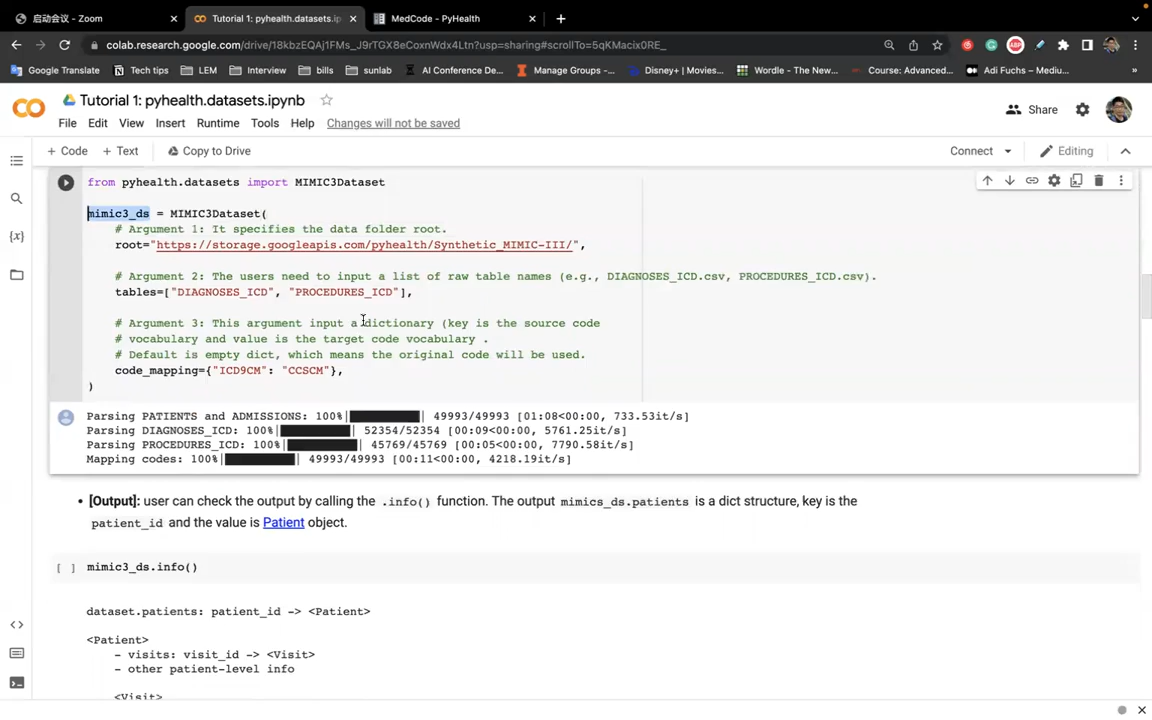 启动会议 - Zoom
Tutorial 1: pyhealth.datasets.ip
MedCode - PyHealth
colab.research.google.com/drive/18kbzEQAj1FMs_J9rTGX8eCoxnWdx4Ltn?usp=sharing#scrollTo=5qKMacix0RE_
Google Translate
Tech tips
LEM
Interview
bills
sunlab
AI Conference De...
Manage Groups -...
Disney+ | Movies...
Wordle - The New...
Course: Advanced...
Adi Fuchs – Mediu...
»
Tutorial 1: pyhealth.datasets.ipynb
File Edit View Insert Runtime Tools Help Changes will not be saved
Share
+ Code + Text Copy to Drive
Connect
Editing
from pyhealth.datasets import MIMIC3Dataset
mimic3_ds = MIMIC3Dataset(
# Argument 1: It specifies the data folder root.
root="https://storage.googleapis.com/pyhealth/Synthetic_MIMIC-III/",
# Argument 2: The users need to input a list of raw table names (e.g., DIAGNOSES_ICD.csv, PROCEDURES_ICD.csv).
tables=["DIAGNOSES_ICD", "PROCEDURES_ICD"],
# Argument 3: This argument input a dictionary (key is the source code
# vocabulary and value is the target code vocabulary .
# Default is empty dict, which means the original code will be used.
code_mapping={"ICD9CM": "CCSCM"},
)
Parsing PATIENTS and ADMISSIONS: 100%|██████████| 49993/49993 [01:08<00:00, 733.53it/s]
Parsing DIAGNOSES_ICD: 100%|██████████| 52354/52354 [00:09<00:00, 5761.25it/s]
Parsing PROCEDURES_ICD: 100%|██████████| 45769/45769 [00:05<00:00, 7790.58it/s]
Mapping codes: 100%|██████████| 49993/49993 [00:11<00:00, 4218.19it/s]
• [Output]: user can check the output by calling the .info() function. The output mimics_ds.patients is a dict structure, key is the
patient_id and the value is Patient object.
[ ] mimic3_ds.info()
dataset.patients: patient_id -> <Patient>
<Patient>
- visits: visit_id -> <Visit>
- other patient-level info
<Visit>